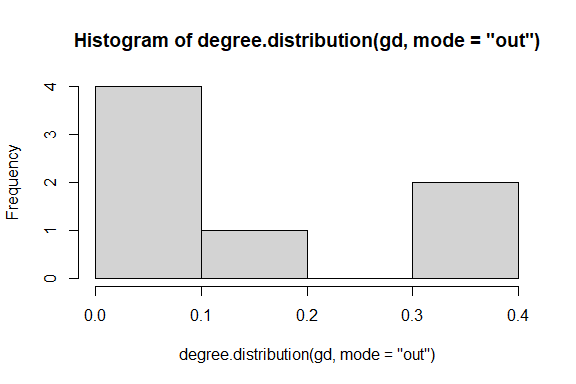 Histogram of degree.distribution(gd, mode = "out")
Frequency
4
3
2
1
0
0.0 0.1 0.2 0.3 0.4
degree.distribution(gd, mode = "out")